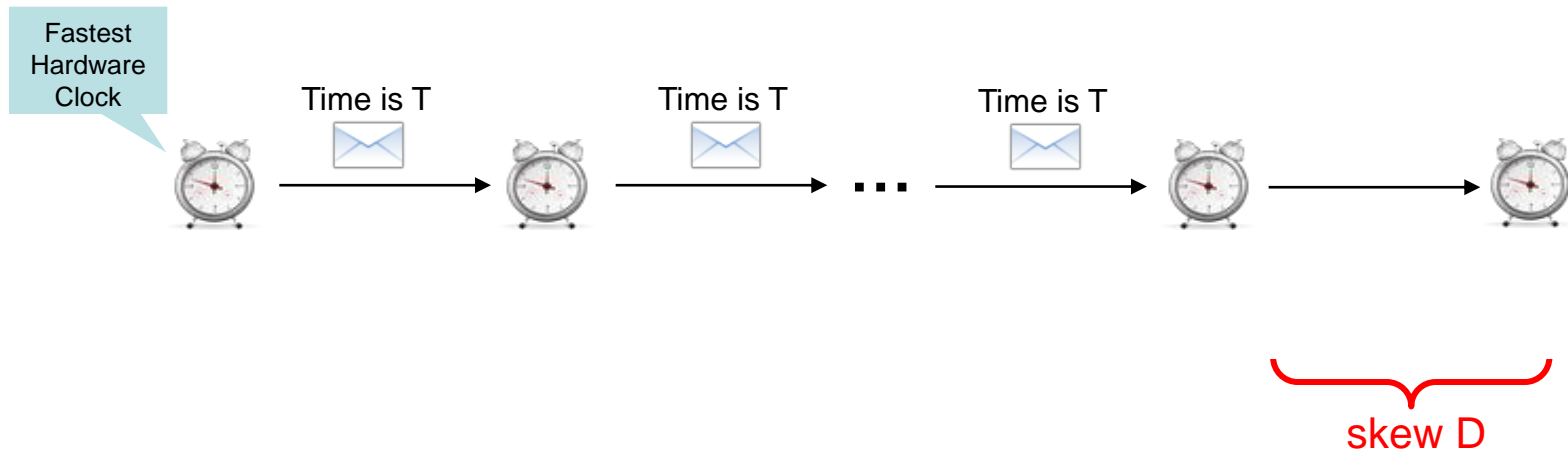 Fastest
Hardware
Clock
Time is T
Time is T
Time is T
...
skew D